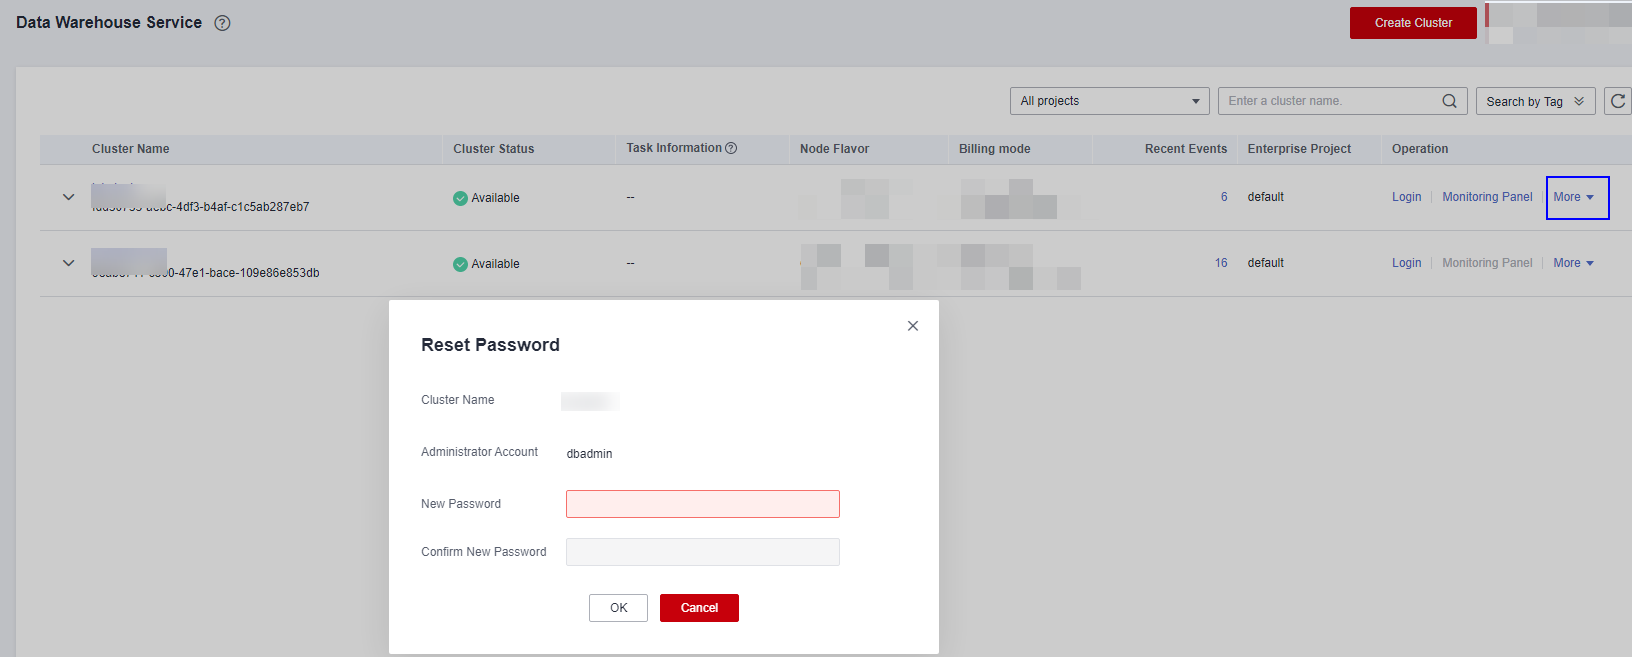 Data Warehouse Service ?
Create Cluster
All projects
Enter a cluster name.
Search by Tag
Cluster Name Cluster Status Task Information ? Node Flavor Billing mode Recent Events Enterprise Project Operation
-4df3-b4af-c1c5ab287eb7 Available -- 6 default Login Monitoring Panel More
-47e1-bace-109e86e853db Available -- 16 default Login Monitoring Panel More
Reset Password
Cluster Name
Administrator Account dbadmin
New Password
Confirm New Password
OK Cancel